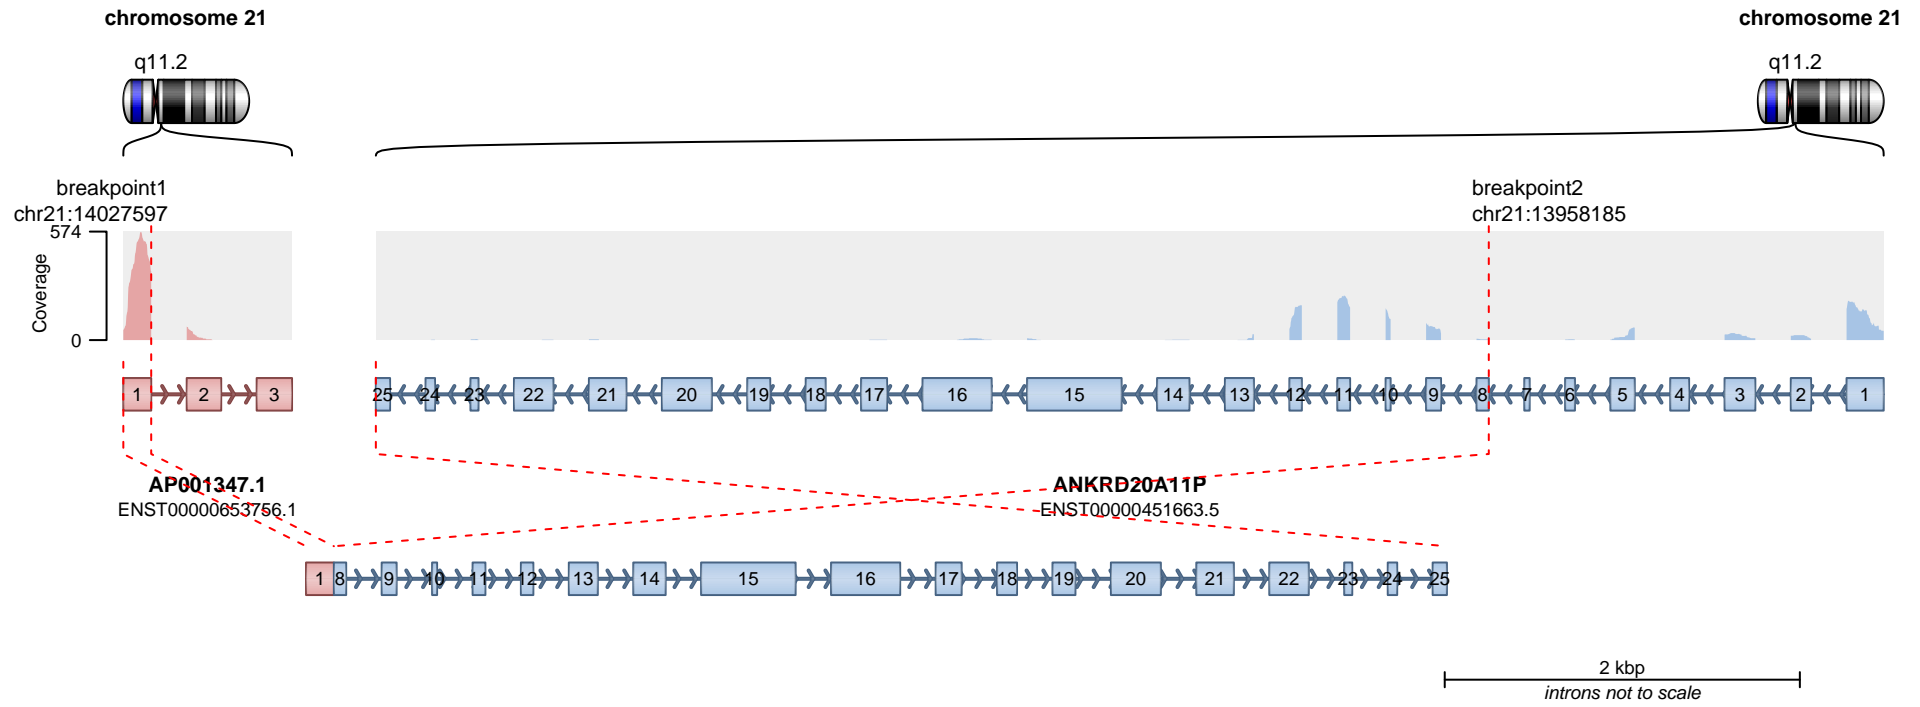 chromosome 21
chromosome 21
q11.2
q11.2
breakpoint1
chr21:14027597
breakpoint2
chr21:13958185
574
Coverage
0
1 2 3
25 24 23 22 21 20 19 18 17 16 15 14 13 12 11 10 9 8 7 6 5 4 3 2 1
AP001347.1
ENST00000653756.1
ANKRD20A11P
ENST00000451663.5
1 8 9 10 11 12 13 14 15 16 17 18 19 20 21 22 23 24 25
2 kbp
introns not to scale